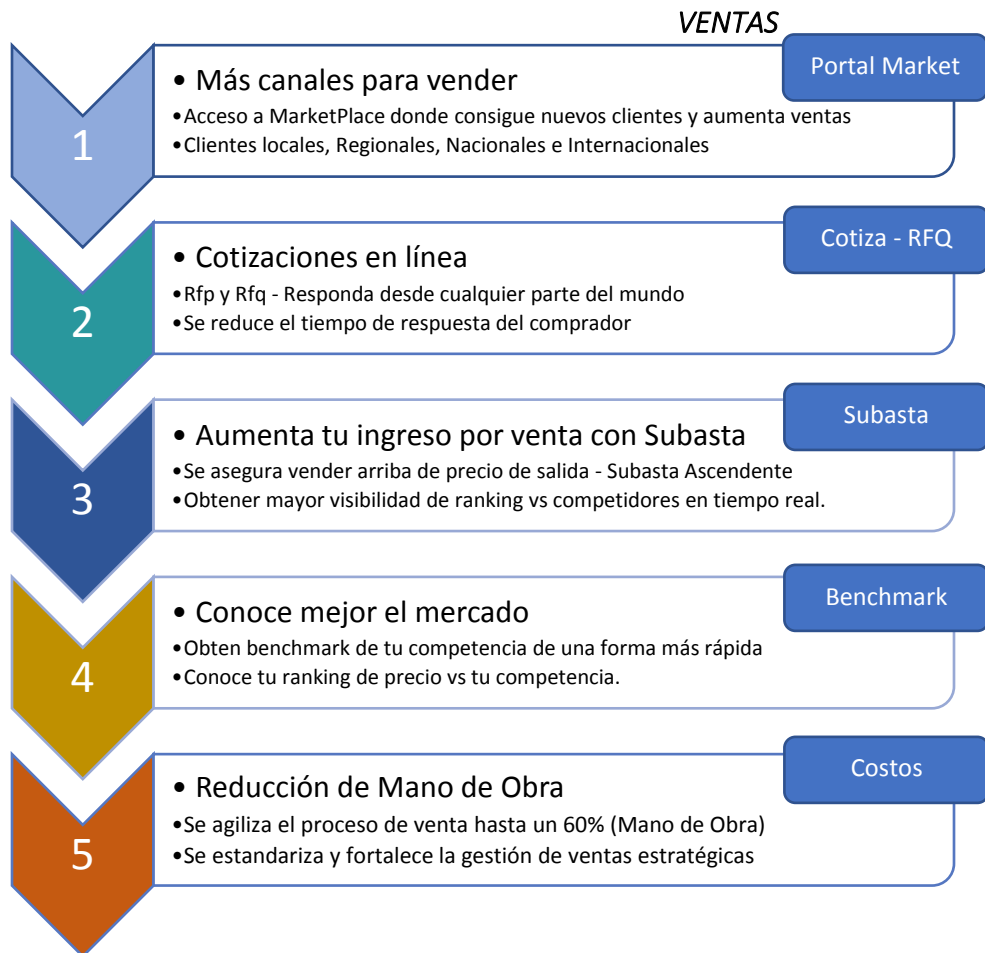 VENTAS
Portal Market
1
• Más canales para vender
•Acceso a MarketPlace donde consigue nuevos clientes y aumenta ventas
•Clientes locales, Regionales, Nacionales e Internacionales
Cotiza - RFQ
2
• Cotizaciones en línea
•Rfp y Rfq - Responda desde cualquier parte del mundo
•Se reduce el tiempo de respuesta del comprador
Subasta
3
• Aumenta tu ingreso por venta con Subasta
•Se asegura vender arriba de precio de salida - Subasta Ascendente
•Obtener mayor visibilidad de ranking vs competidores en tiempo real.
Benchmark
4
• Conoce mejor el mercado
•Obten benchmark de tu competencia de una forma más rápida
•Conoce tu ranking de precio vs tu competencia.
Costos
5
• Reducción de Mano de Obra
•Se agiliza el proceso de venta hasta un 60% (Mano de Obra)
•Se estandariza y fortalece la gestión de ventas estratégicas